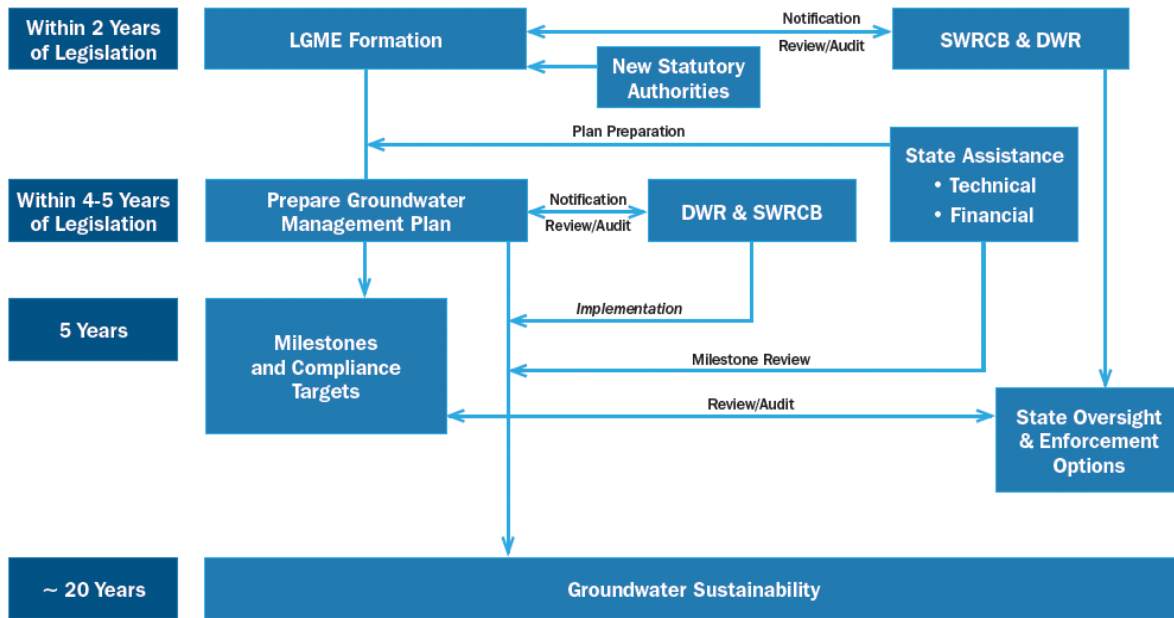 Within 2 Years
of Legislation
LGME Formation
Notification
Review/Audit
SWRCB & DWR
New Statutory
Authorities
Plan Preparation
State Assistance
• Technical
• Financial
Within 4-5 Years
of Legislation
Prepare Groundwater
Management Plan
Notification
Review/Audit
DWR & SWRCB
5 Years
Milestones
and Compliance
Targets
Implementation
Milestone Review
Review/Audit
State Oversight
& Enforcement
Options
~ 20 Years
Groundwater Sustainability